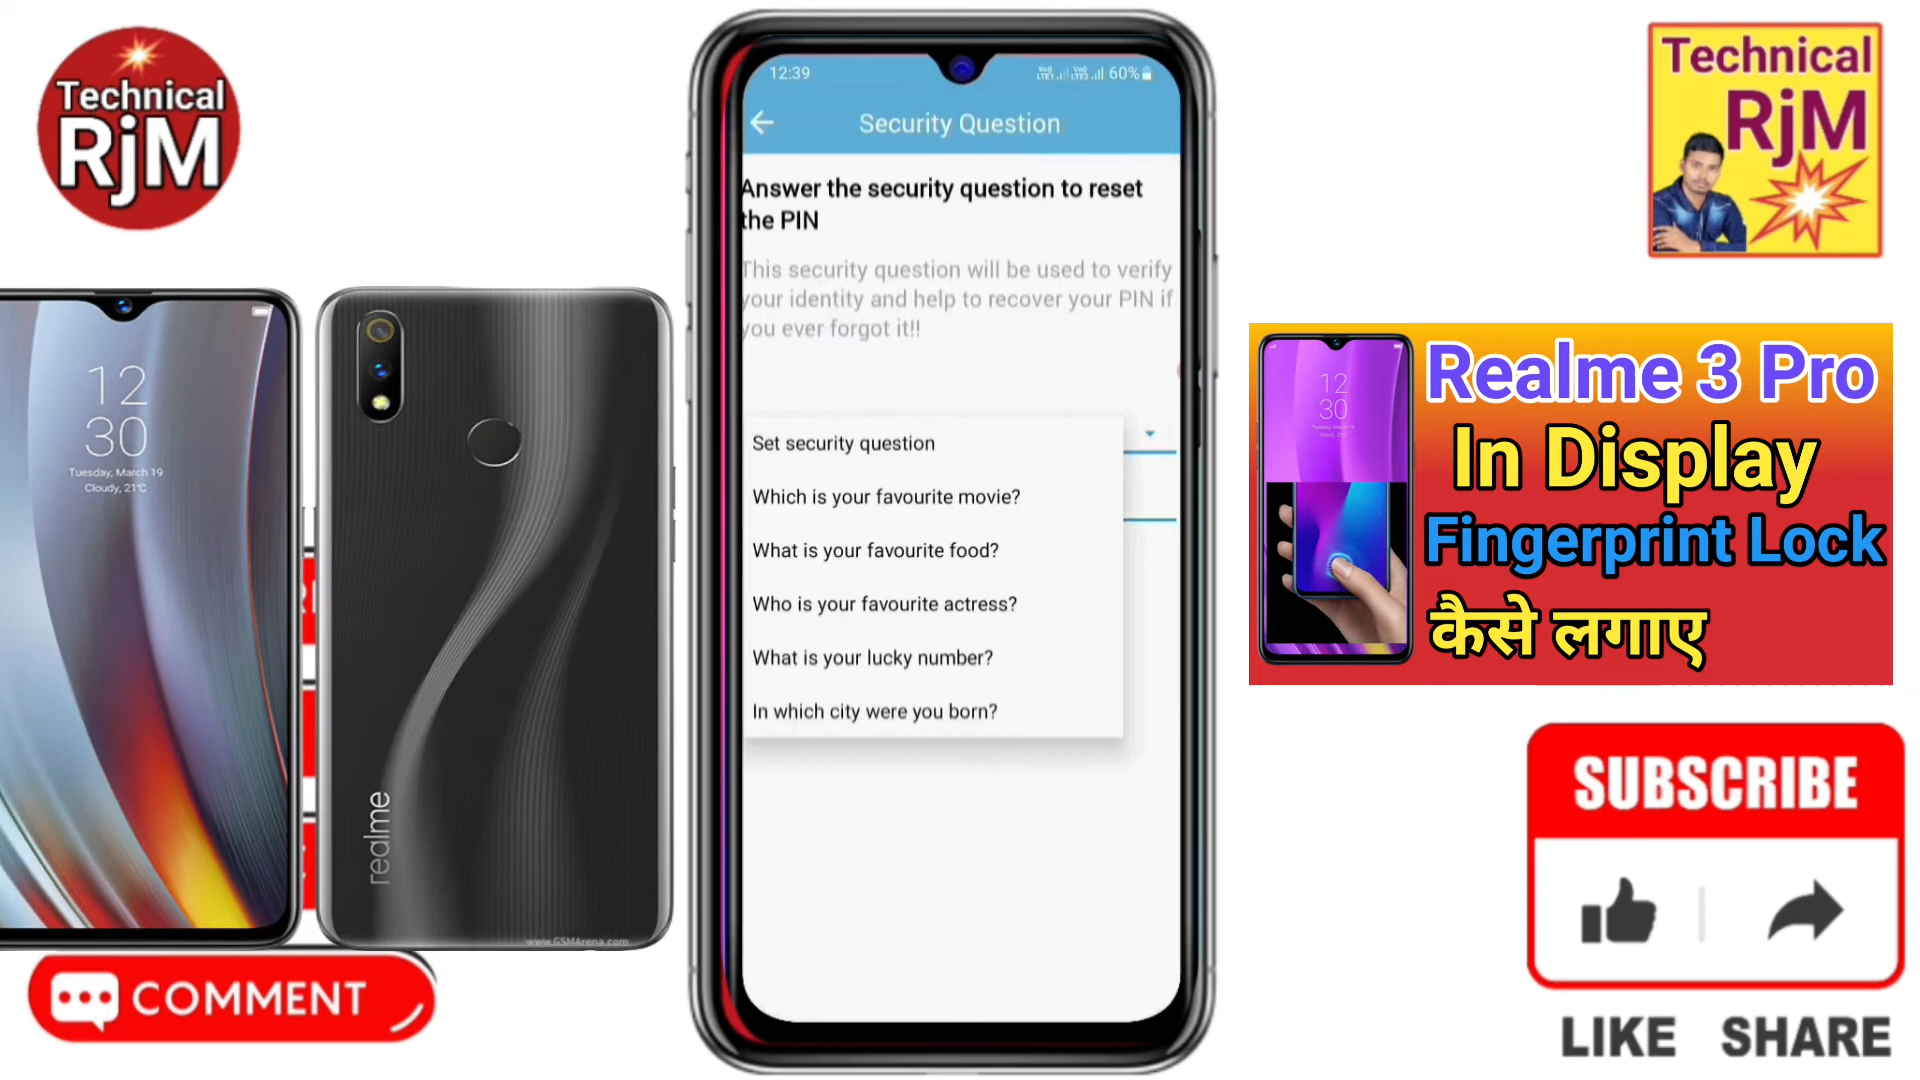 Technical
RjM
12
30
Tuesday, March 19
Cloudy, 21°C
realme
www.GSMArena.com
COMMENT
12:39
60%
Security Question
Answer the security question to reset
the PIN
This security question will be used to verify
your identity and help to recover your PIN if
you ever forgot it!!
Set security question
Which is your favourite movie?
What is your favourite food?
Who is your favourite actress?
What is your lucky number?
In which city were you born?
Technical
RjM
12
30
Realme 3 Pro
In Display
Fingerprint Lock
कैसे लगाए
SUBSCRIBE
LIKE SHARE